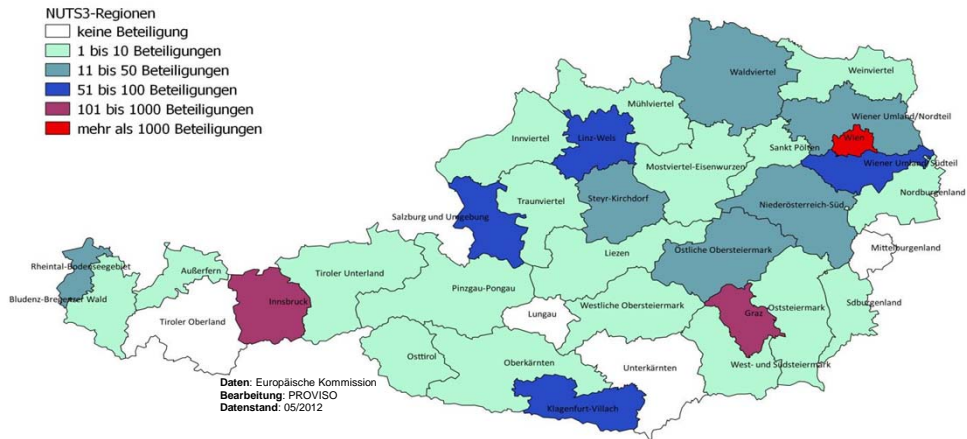 NUTS3-Regionen
keine Beteiligung
1 bis 10 Beteiligungen
11 bis 50 Beteiligungen
51 bis 100 Beteiligungen
101 bis 1000 Beteiligungen
mehr als 1000 Beteiligungen
Waldviertel
Weinviertel
Mühlviertel
Wiener Umland/Nordteil
Innviertel
Linz-Wels
Wien
Sankt Pölten
Mostviertel-Eisenwurzen
Wiener Umland/Südteil
Nordburgenland
Traunviertel
Steyr-Kirchdorf
Niederösterreich-Süd
Salzburg und Umgebung
Mittelburgenland
Östliche Obersteiermark
Liezen
Rheintal-Bodenseegebiet
Außerfern
Tiroler Unterland
Pinzgau-Pongau
Bludenz-Bregenzer Wald
Innsbruck
Westliche Obersteiermark
Oststeiermark
Sdburgenland
Lungau
Graz
Tiroler Oberland
Osttirol
Oberkärnten
Unterkärnten
West- und Südsteiermark
Klagenfurt-Villach
Daten: Europäische Kommission
Bearbeitung: PROVISO
Datenstand: 05/2012